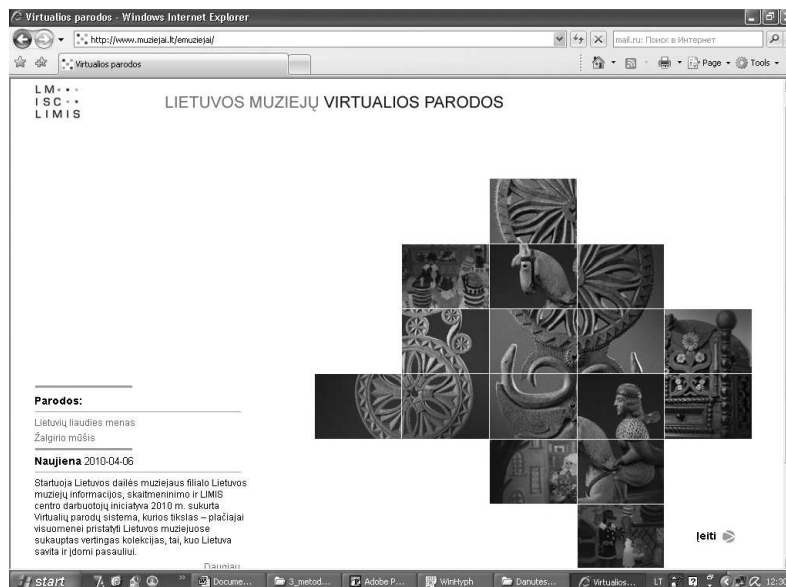 Virtualios parodos - Windows Internet Explorer
http://www.muziejai.lt/emuziejai/
mail.ru: Поиск в Интернет
Virtualios parodos
Page
Tools
LM
ISC
LIMIS
LIETUVOS MUZIEJŲ VIRTUALIOS PARODOS
Parodos:
Lietuvių liaudies menas
Žalgirio mūšis
Naujiena 2010-04-06
Startuoja Lietuvos dailės muziejaus filialo Lietuvos
muziejų informacijos, skaitmeninimo ir LIMIS
centro darbuotojų iniciatyva 2010 m. sukurta
Virtualių parodų sistema, kurios tikslas – plačiajai
visuomenei pristatyti Lietuvos muziejuose
sukauptas vertingas kolekcijas, tai, kuo Lietuva
savita ir įdomi pasauliui.
Daugiau
Įeiti
start
Docume...
3_metod...
Adobe P...
WinHyph
Danutes...
Virtualios...
LT
12:30